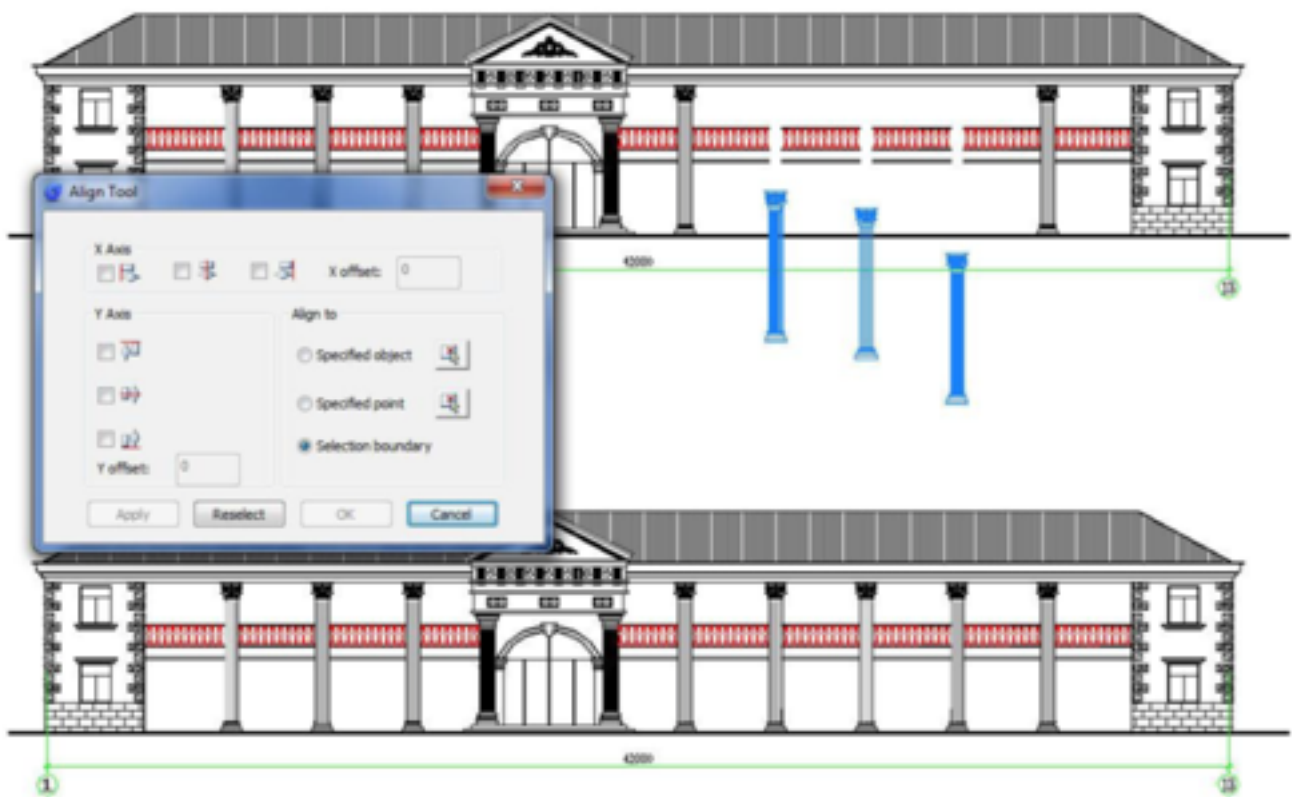 Align Tool
X Axis
X offset: 0
Y Axis
Align to
Specified object
Specified point
Selection boundary
Y offset: 0
Apply Reselect OK Cancel
42000
13
42000
1
13